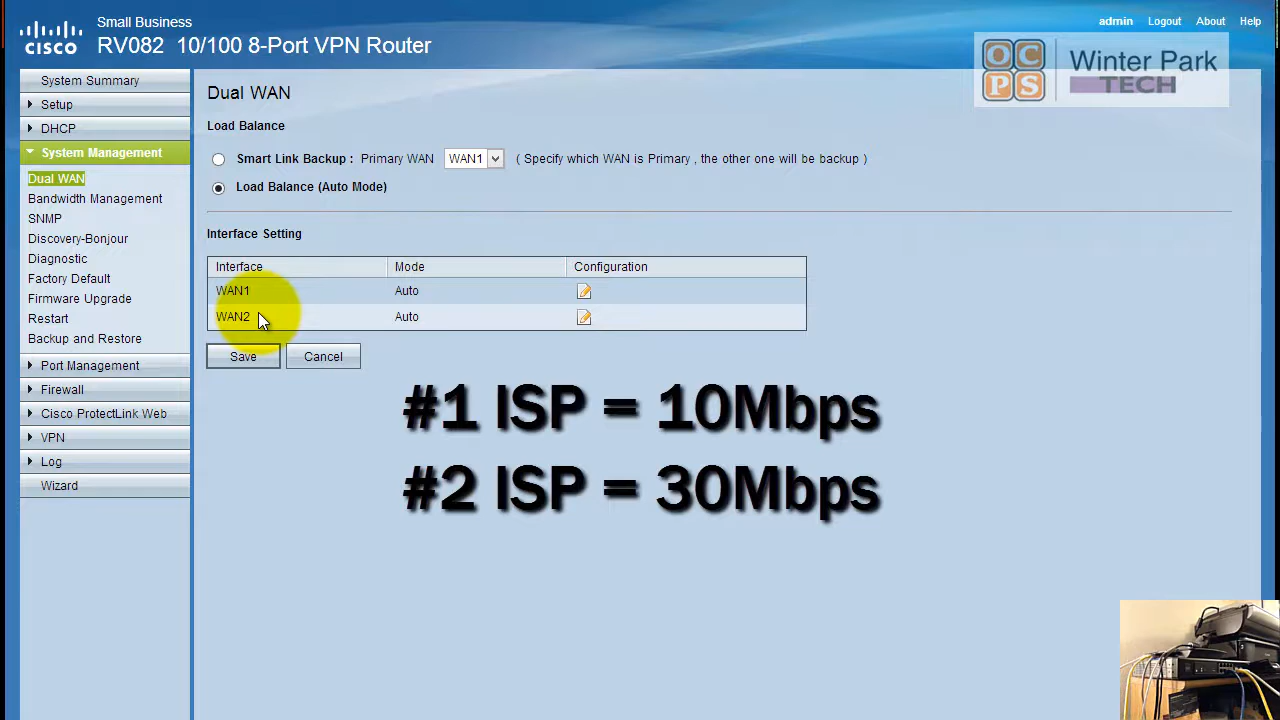 Small Business
admin Logout About Help
CISCO RV082 10/100 8-Port VPN Router
OC PS Winter Park TECH
System Summary
Setup
DHCP
System Management
Dual WAN
Bandwidth Management
SNMP
Discovery-Bonjour
Diagnostic
Factory Default
Firmware Upgrade
Restart
Backup and Restore
Port Management
Firewall
Cisco ProtectLink Web
VPN
Log
Wizard
Dual WAN
Load Balance
Smart Link Backup : Primary WAN WAN1 ( Specify which WAN is Primary , the other one will be backup )
Load Balance (Auto Mode)
Interface Setting
Interface Mode Configuration
WAN1 Auto
WAN2 Auto
Save Cancel
#1 ISP = 10Mbps
#2 ISP = 30Mbps